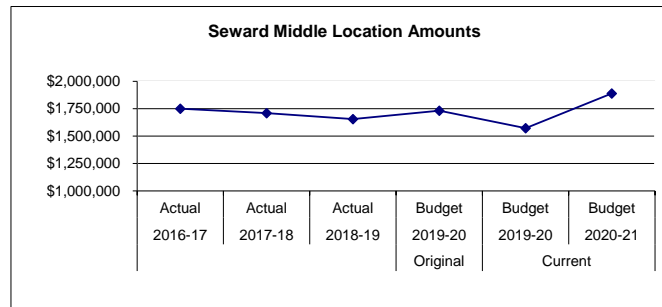 Seward Middle Location Amounts
$2,000,000
$1,750,000
$1,500,000
$1,250,000
$1,000,000
Actual Actual Actual Budget Budget Budget
2016-17 2017-18 2018-19 2019-20 2019-20 2020-21
Original Current